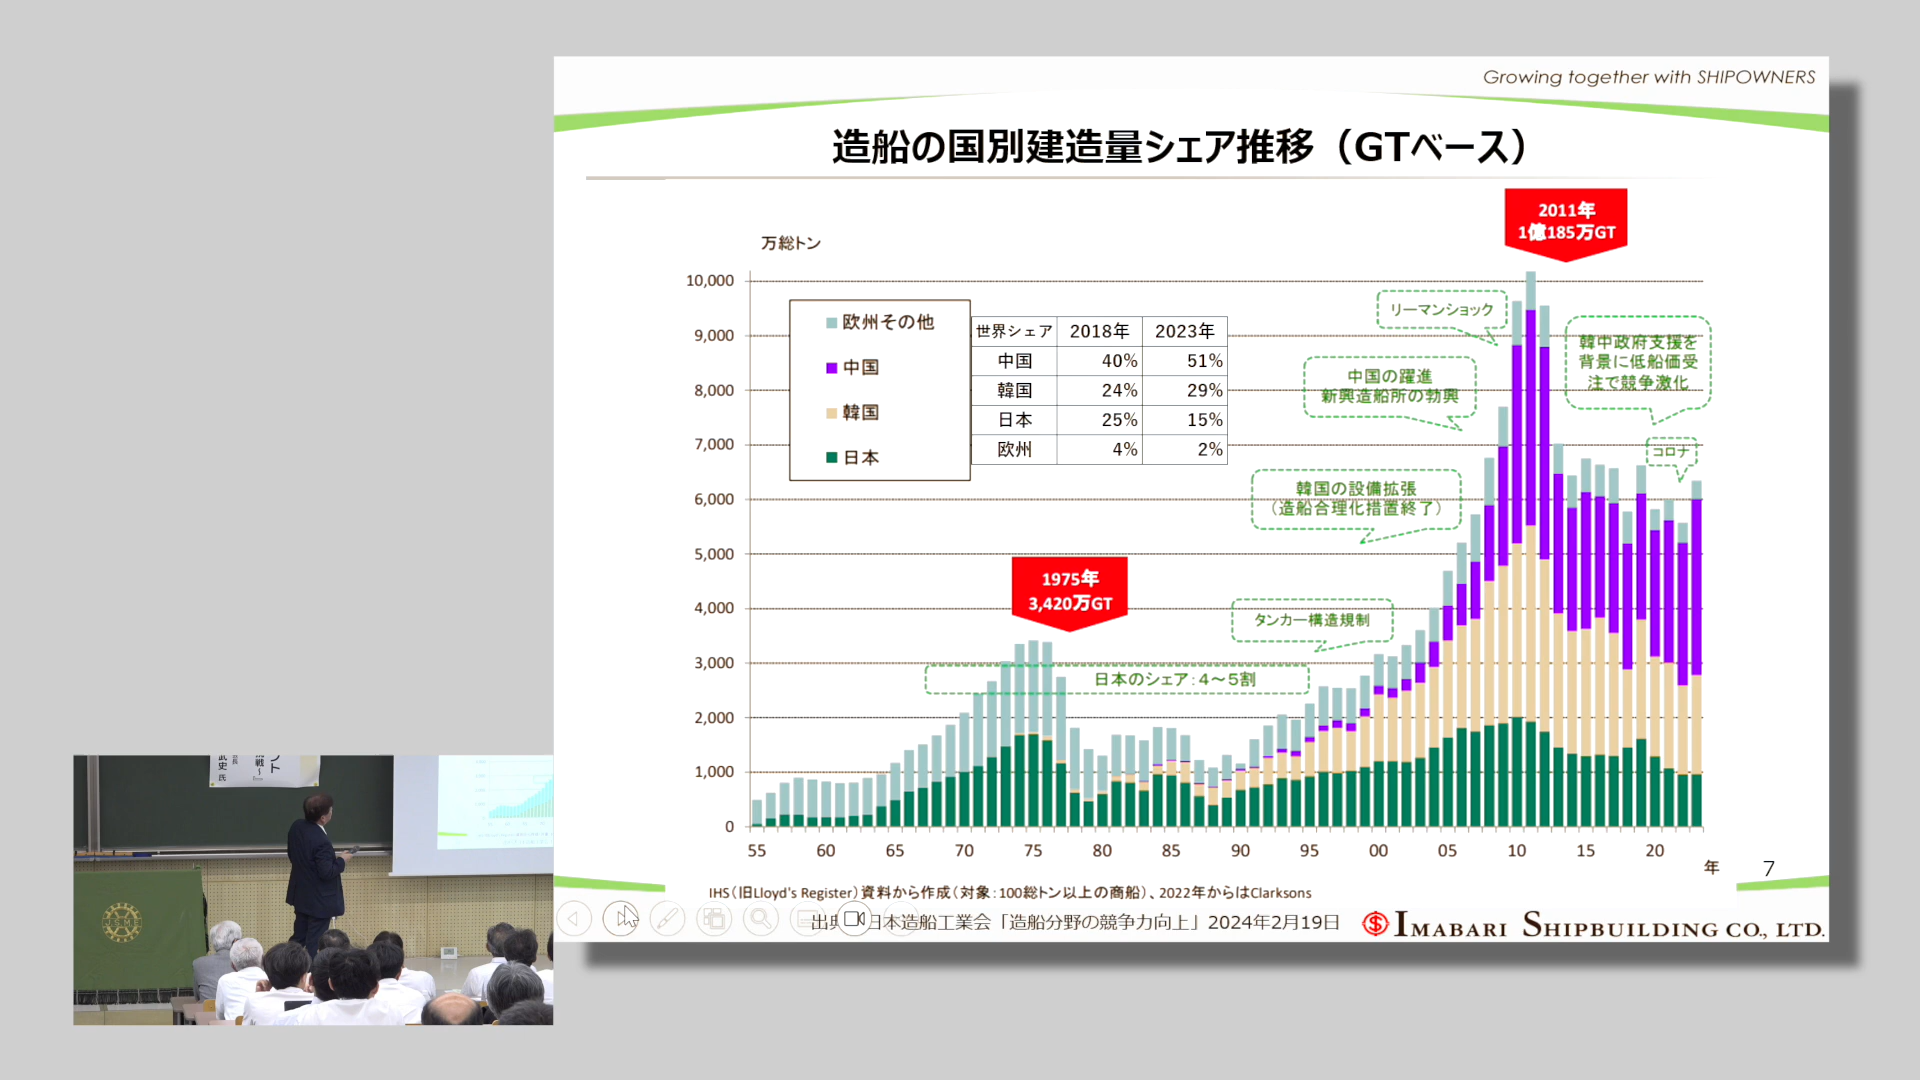 Growing together with SHIPOWNERS
造船の国別建造量シェア推移（GTベース）
2011年
1億185万GT
万総トン
10,000
9,000
8,000
7,000
6,000
5,000
4,000
3,000
2,000
1,000
0
欧州その他
中国
韓国
日本
世界シェア 2018年 2023年
中国 40% 51%
韓国 24% 29%
日本 25% 15%
欧州 4% 2%
リーマンショック
韓中政府支援を
背景に低船価受
注で競争激化
中国の躍進
新興造船所の勃興
コロナ
韓国の設備拡張
（造船合理化措置終了）
1975年
3,420万GT
タンカー構造規制
日本のシェア：４～５割
55 60 65 70 75 80 85 90 95 00 05 10 15 20
年
7
IHS（旧Lloyd's Register）資料から作成（対象：100総トン以上の商船）、2022年からはClarksons
出典 日本造船工業会「造船分野の競争力向上」2024年2月19日
IMABARI SHIPBUILDING CO., LTD.
ント
挑戦～
武史 氏
JSME